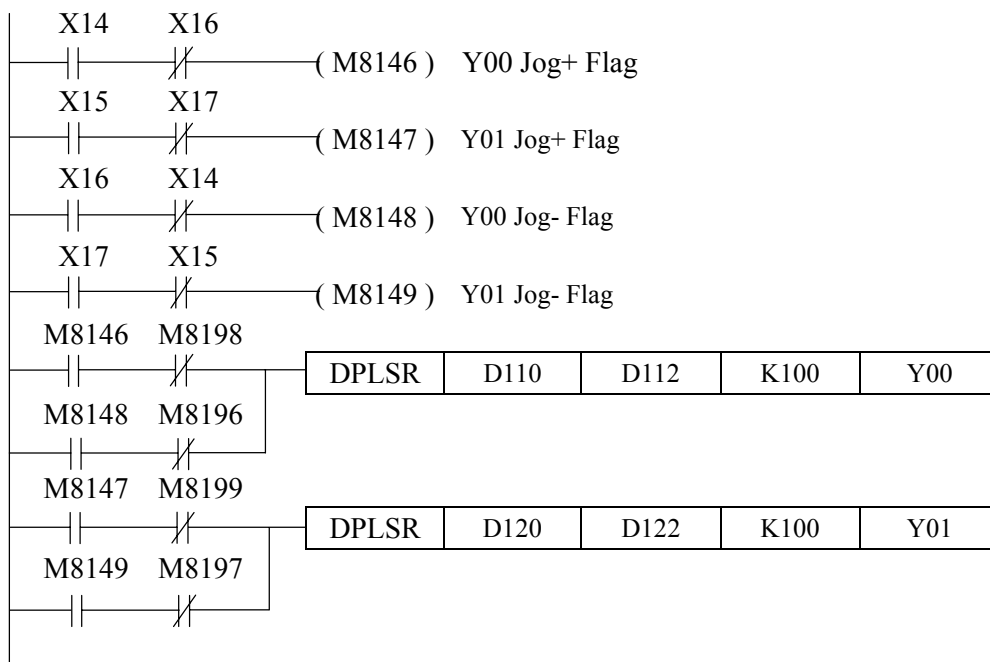 X14 X16
( M8146 ) Y00 Jog+ Flag
X15 X17
( M8147 ) Y01 Jog+ Flag
X16 X14
( M8148 ) Y00 Jog- Flag
X17 X15
( M8149 ) Y01 Jog- Flag
M8146 M8198
DPLSR D110 D112 K100 Y00
M8148 M8196
M8147 M8199
DPLSR D120 D122 K100 Y01
M8149 M8197